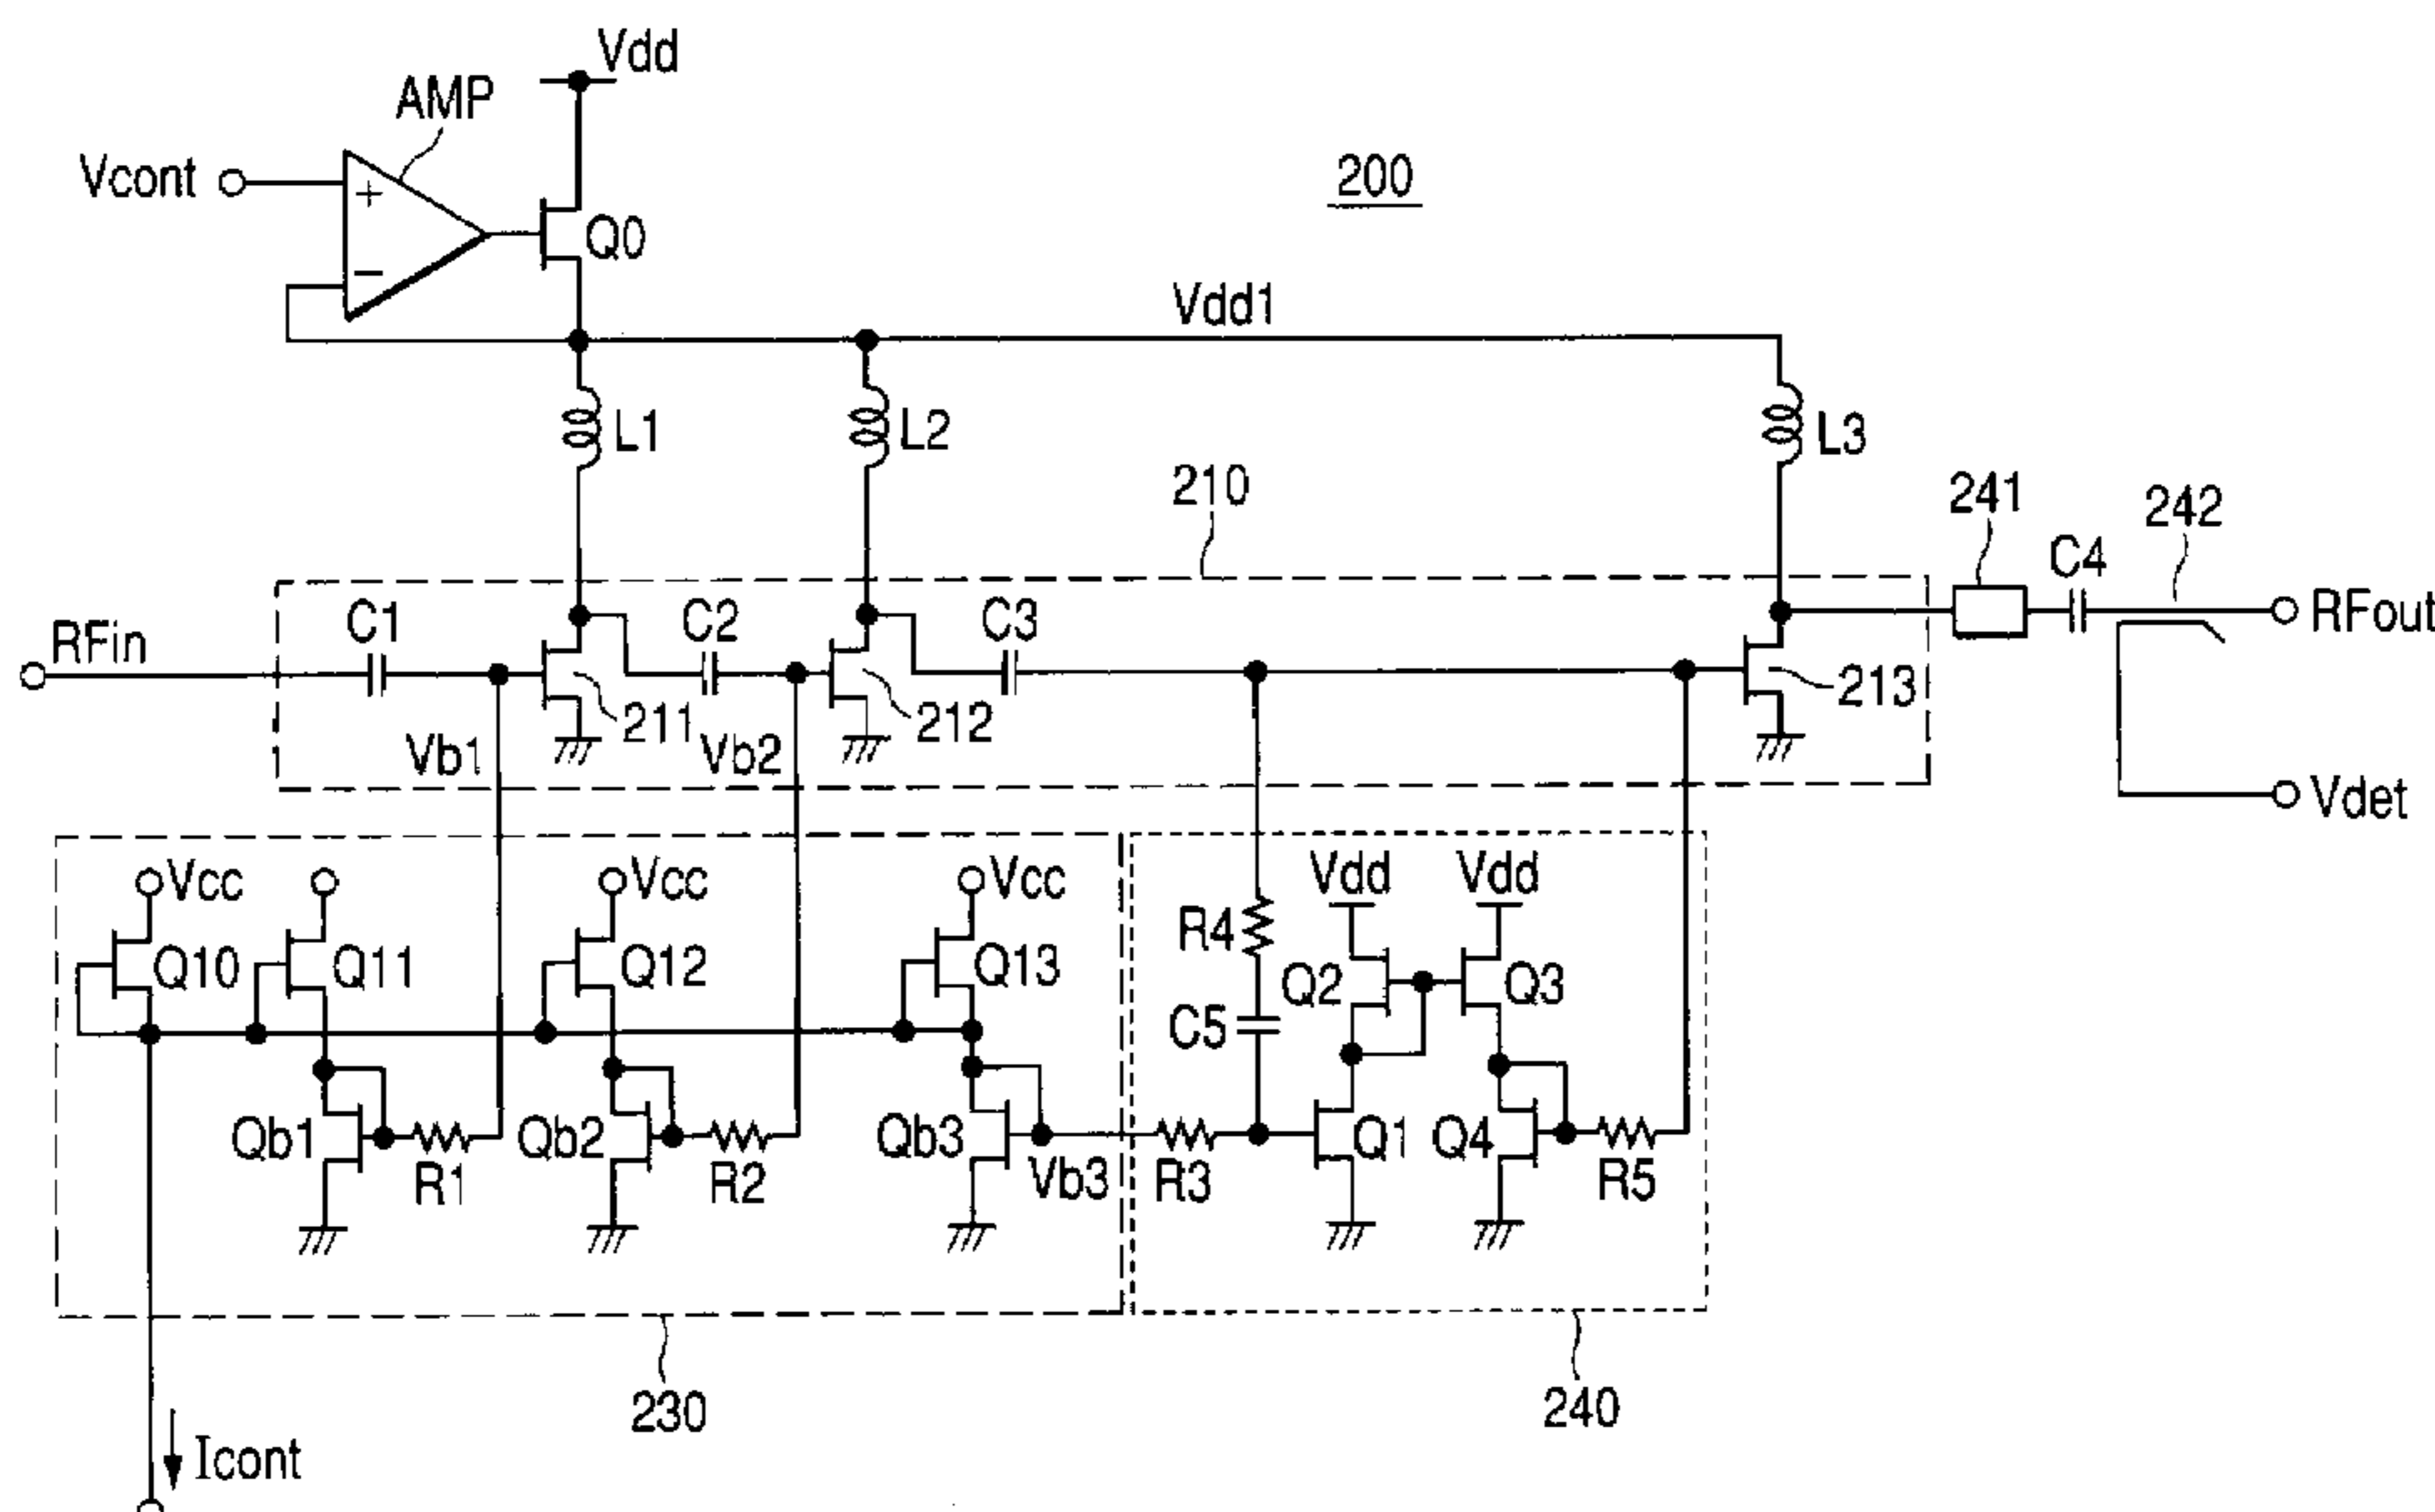 Vdd
AMP
Vcont
+
−
Q0
200
Vdd1
L1
L2
L3
210
241
242
C4
RFin
C1
C2
C3
RFout
211
212
213
Vb1
Vb2
Vdet
Vcc
Vcc
Vcc
Vdd
Vdd
Q10
Q11
Q12
Q13
R4
Q2
Q3
C5
Qb1
R1
Qb2
R2
Qb3
Vb3
R3
Q1
Q4
R5
230
240
Icont